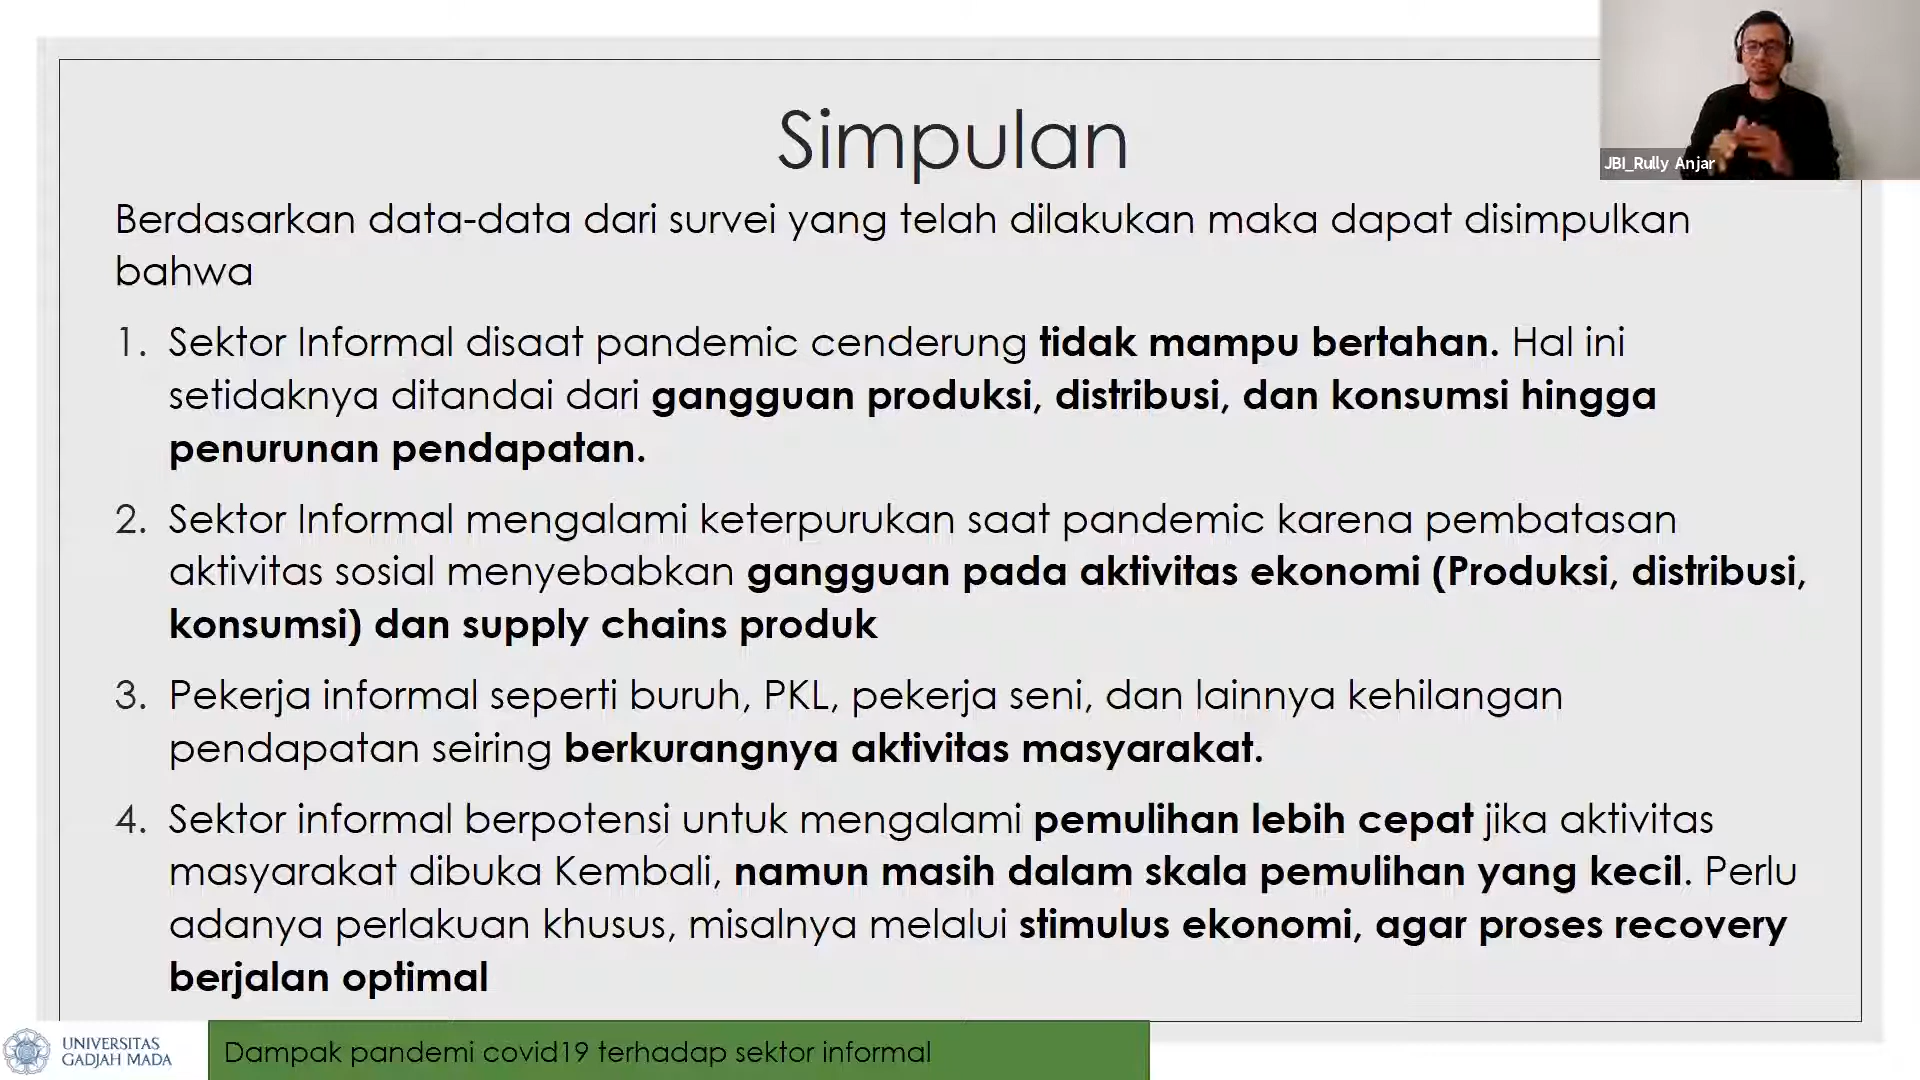 Simpulan
JBI_Rully Anjar
Berdasarkan data-data dari survei yang telah dilakukan maka dapat disimpulkan
bahwa
1. Sektor Informal disaat pandemic cenderung tidak mampu bertahan. Hal ini
setidaknya ditandai dari gangguan produksi, distribusi, dan konsumsi hingga
penurunan pendapatan.
2. Sektor Informal mengalami keterpurukan saat pandemic karena pembatasan
aktivitas sosial menyebabkan gangguan pada aktivitas ekonomi (Produksi, distribusi,
konsumsi) dan supply chains produk
3. Pekerja informal seperti buruh, PKL, pekerja seni, dan lainnya kehilangan
pendapatan seiring berkurangnya aktivitas masyarakat.
4. Sektor informal berpotensi untuk mengalami pemulihan lebih cepat jika aktivitas
masyarakat dibuka Kembali, namun masih dalam skala pemulihan yang kecil. Perlu
adanya perlakuan khusus, misalnya melalui stimulus ekonomi, agar proses recovery
berjalan optimal
UNIVERSITAS
GADJAH MADA
Dampak pandemi covid19 terhadap sektor informal